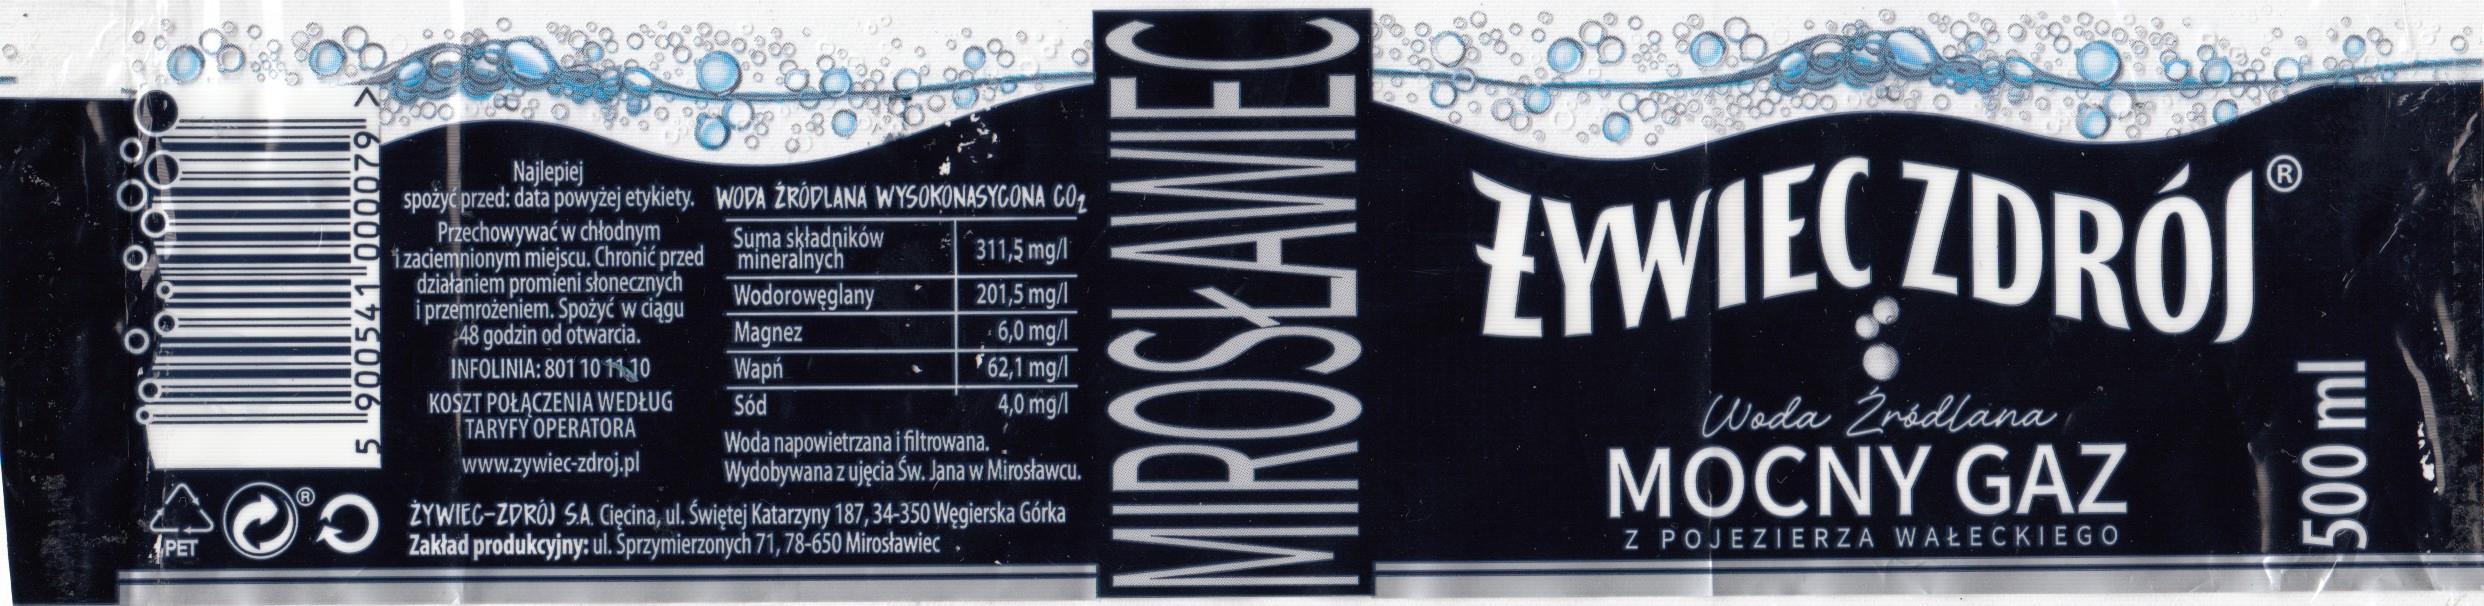 5 900541 000079 >
PET
®
Najlepiej
spożyć przed: data powyżej etykiety.
Przechowywać w chłodnym
i zaciemnionym miejscu. Chronić przed
działaniem promieni słonecznych
i przemrożeniem. Spożyć w ciągu
48 godzin od otwarcia.
INFOLINIA: 801 10 11 10
KOSZT POŁĄCZENIA WEDŁUG
TARYFY OPERATORA
www.zywiec-zdroj.pl
WODA ŹRÓDLANA WYSOKONASYCONA CO₂
Suma składników
mineralnych 311,5 mg/l
Wodorowęglany 201,5 mg/l
Magnez 6,0 mg/l
Wapń 62,1 mg/l
Sód 4,0 mg/l
Woda napowietrzana i filtrowana.
Wydobywana z ujęcia Św. Jana w Mirosławcu.
ŻYWIEC-ZDRÓJ S.A. Cięcina, ul. Świętej Katarzyny 187, 34-350 Węgierska Górka
Zakład produkcyjny: ul. Sprzymierzonych 71, 78-650 Mirosławiec
MIROSŁAWIEC
ŻYWIEC ZDRÓJ®
Woda Źródlana
MOCNY GAZ
Z POJEZIERZA WAŁECKIEGO
500 ml